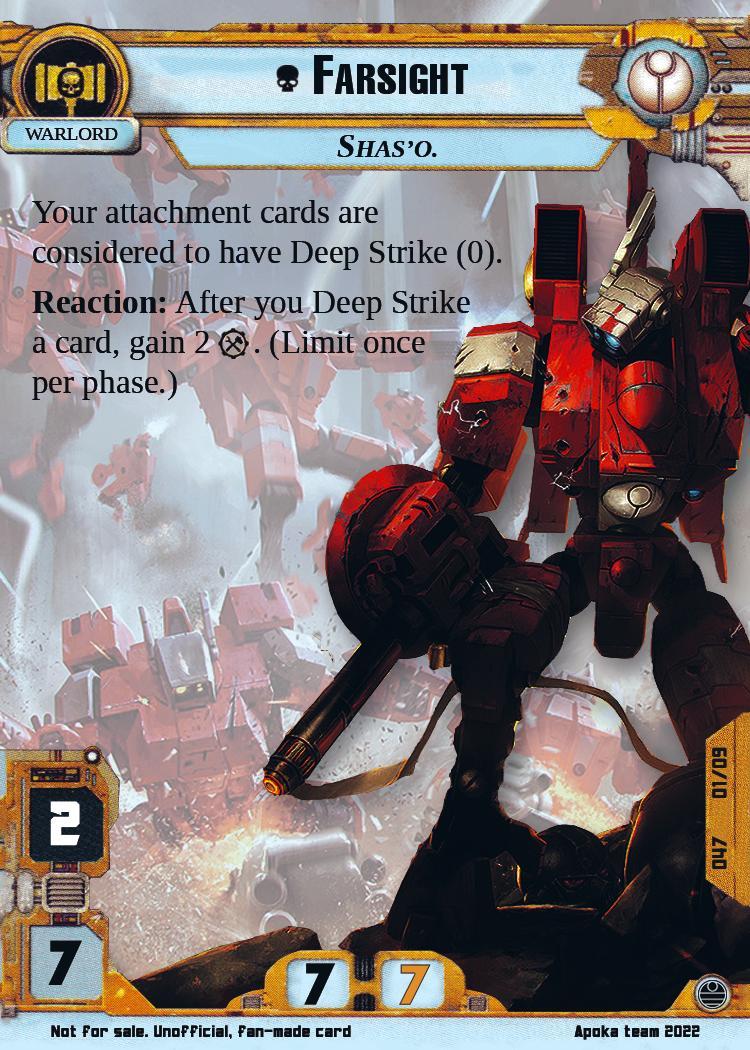 Farsight
WARLORD
Shas'o.
Your attachment cards are
considered to have Deep Strike (0).
Reaction: After you Deep Strike
a card, gain 2 . (Limit once
per phase.)
2
7
7 7
047 01/09
Not for sale. Unofficial, fan-made card
Apoka team 2022